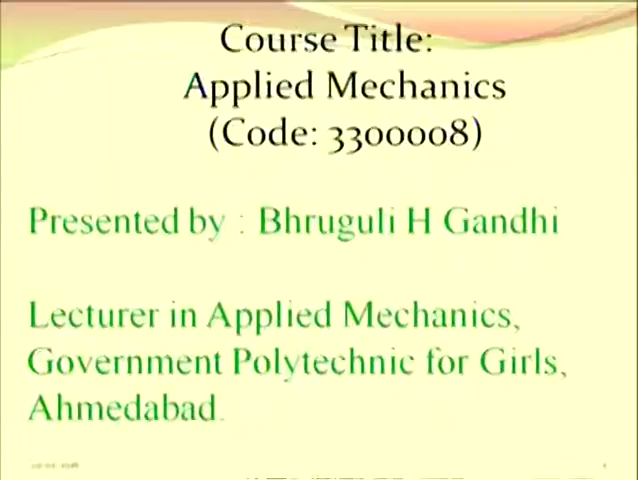 Course Title:
Applied Mechanics
(Code: 3300008)
Presented by : Bhruguli H Gandhi
Lecturer in Applied Mechanics,
Government Polytechnic for Girls,
Ahmedabad.